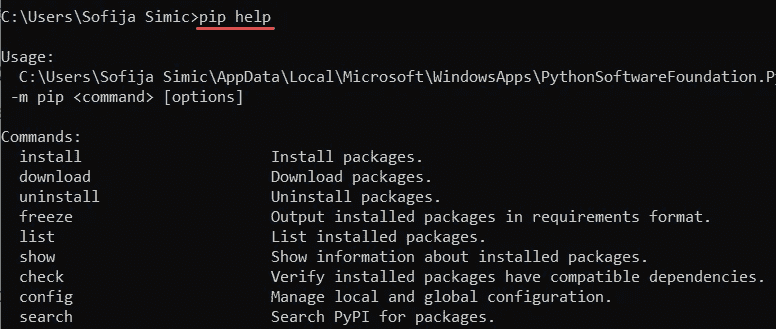 C:\Users\Sofija Simic>pip help
Usage:
C:\Users\Sofija Simic\AppData\Local\Microsoft\WindowsApps\PythonSoftwareFoundation.Py
-m pip <command> [options]
Commands:
install Install packages.
download Download packages.
uninstall Uninstall packages.
freeze Output installed packages in requirements format.
list List installed packages.
show Show information about installed packages.
check Verify installed packages have compatible dependencies.
config Manage local and global configuration.
search Search PyPI for packages.